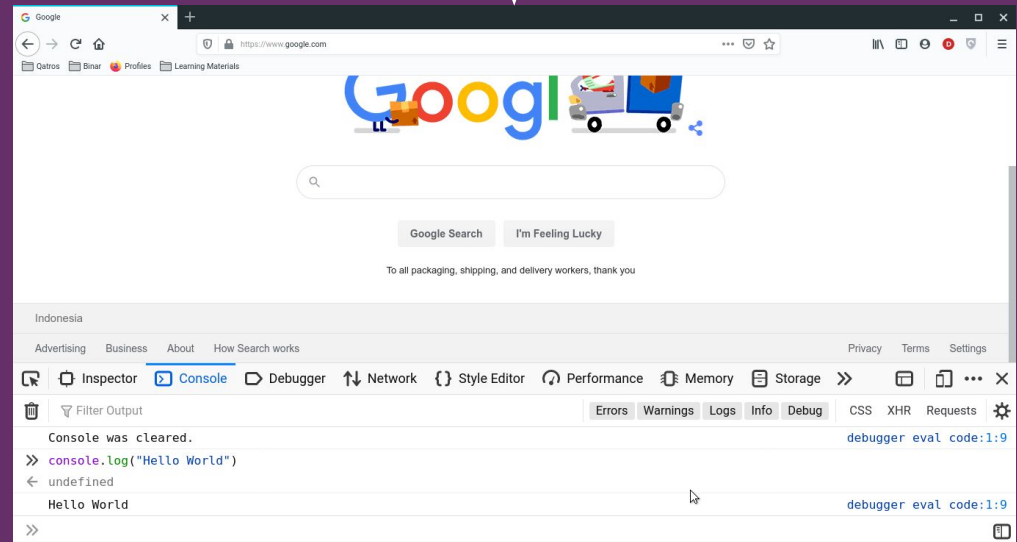 Google
https://www.google.com
Qatros Binar Profiles Learning Materials
Googl
Google Search I'm Feeling Lucky
To all packaging, shipping, and delivery workers, thank you
Indonesia
Advertising Business About How Search works Privacy Terms Settings
Inspector Console Debugger Network {} Style Editor Performance Memory Storage
Filter Output Errors Warnings Logs Info Debug CSS XHR Requests
Console was cleared. debugger eval code:1:9
» console.log("Hello World")
← undefined
Hello World debugger eval code:1:9
»